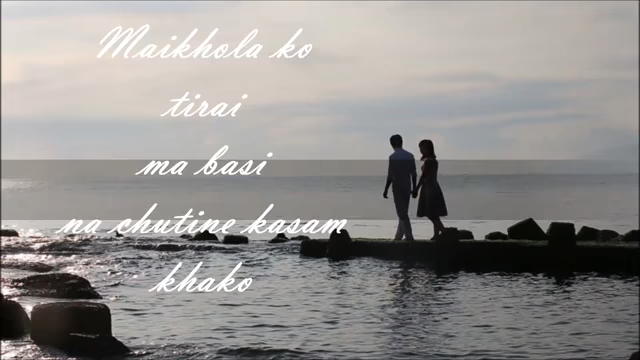 Maikhola ko
tirai
ma basi
na chutine kasam
khako